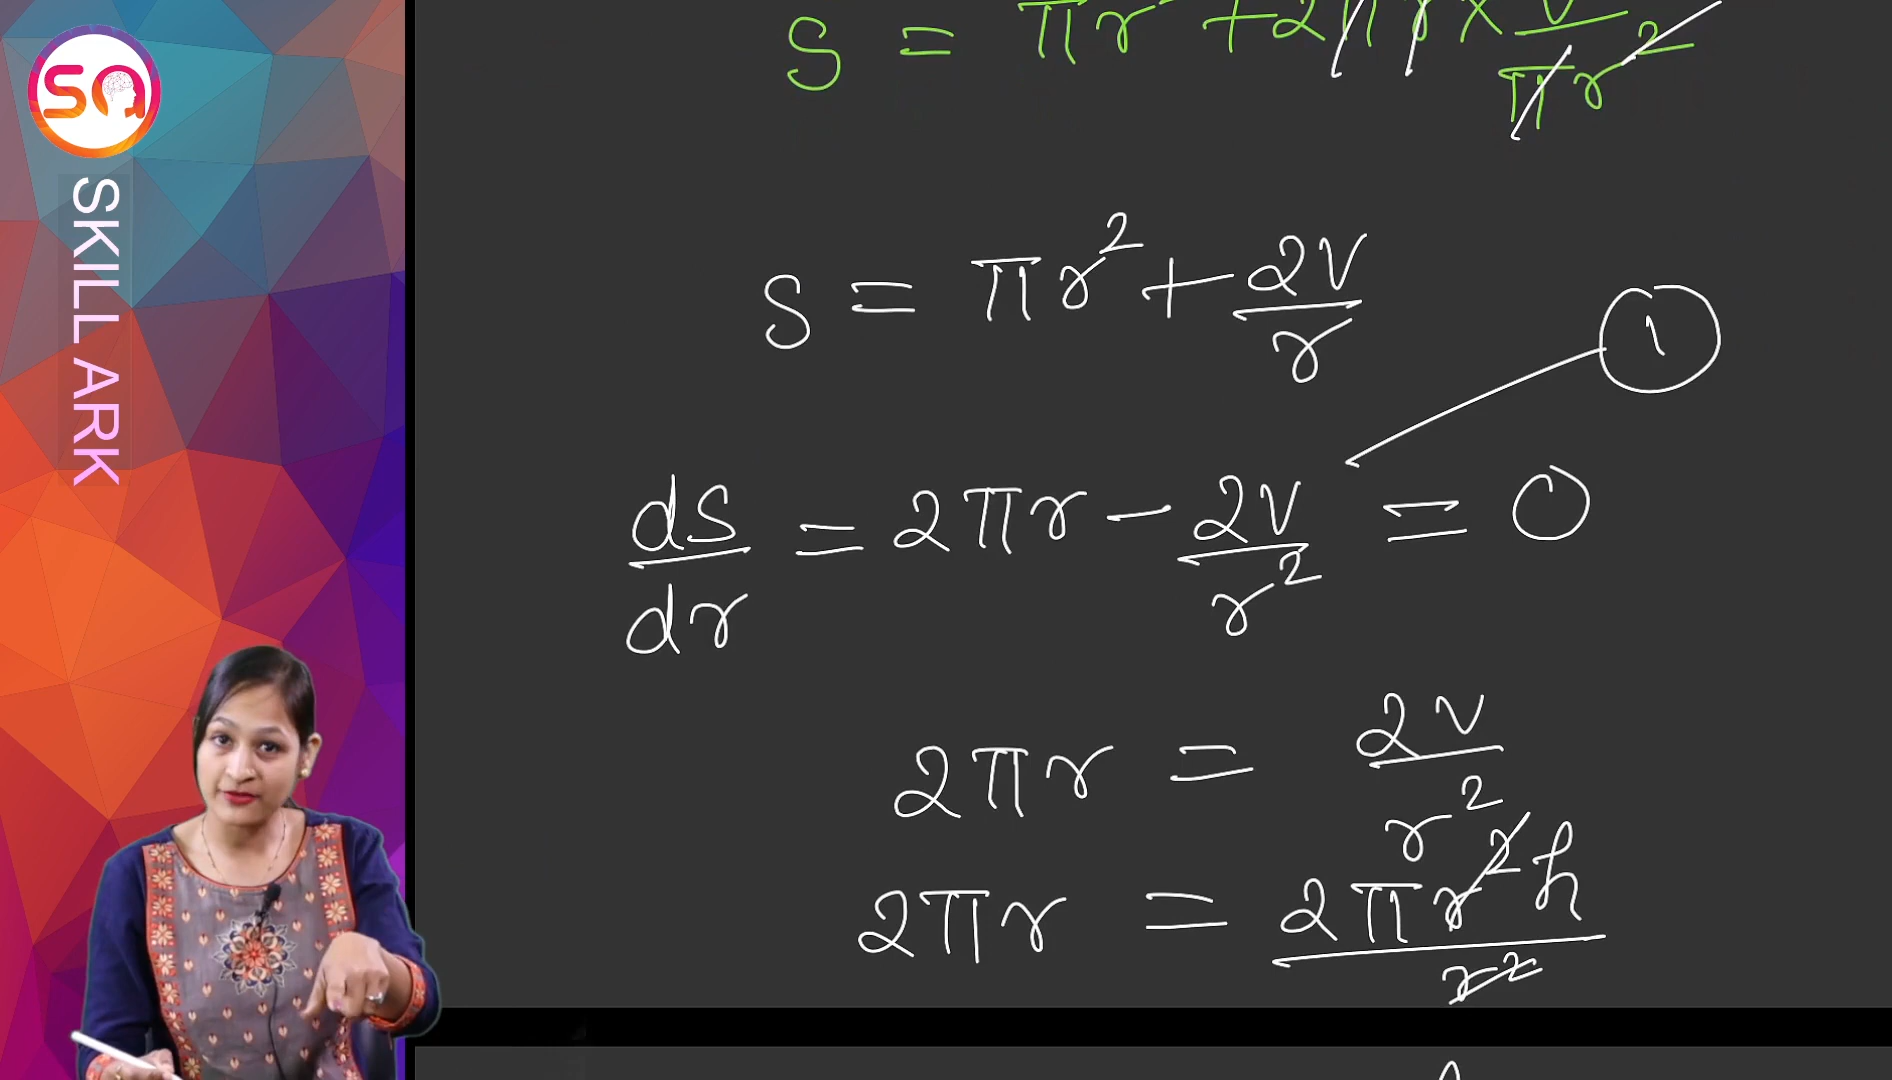 SA
SKILL ARK
S = πr² + 2πr × V/πr²
S = πr² + 2V/r
1
dS/dr = 2πr - 2V/r² = 0
2πr = 2V/r²
2πr = 2πr²h/r²